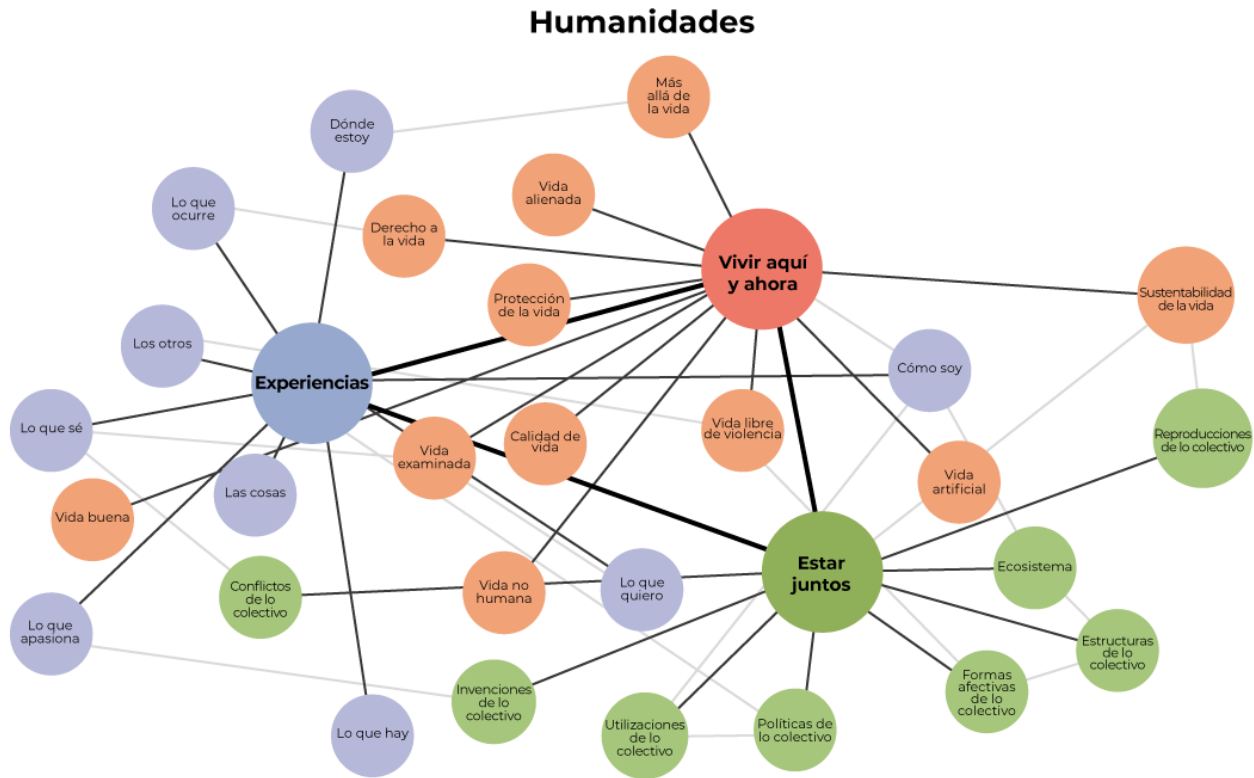 Humanidades
Más
allá de
la vida
Dónde
estoy
Vida
alienada
Lo que
ocurre
Derecho a
la vida
Vivir aquí
y ahora
Protección
de la vida
Sustentabilidad
de la vida
Los otros
Experiencias
Cómo soy
Lo que sé
Vida
examinada
Calidad de
vida
Vida libre
de violencia
Reproducciones
de lo colectivo
Las cosas
Vida
artificial
Vida buena
Estar
juntos
Ecosistema
Conflictos
de lo
colectivo
Vida no
humana
Lo que
quiero
Lo que
apasiona
Estructuras
de lo
colectivo
Invenciones
de lo
colectivo
Formas
afectivas
de lo
colectivo
Lo que hay
Utilizaciones
de lo
colectivo
Políticas de
lo colectivo